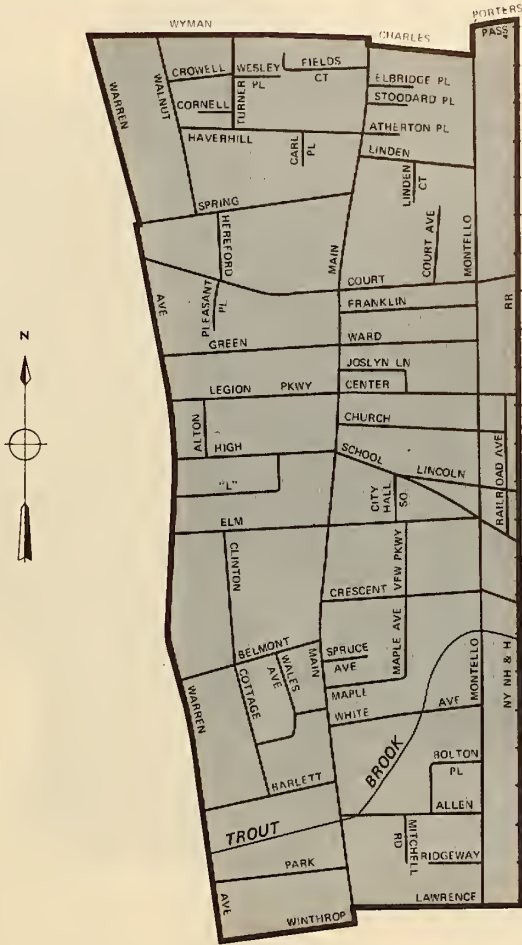 WYMAN
CHARLES
PORTERS
PASS
WARREN
WALNUT
CROWELL
WESLEY
PL
FIELDS
CT
ELBRIDGE PL
STOODARD PL
CORNELL
TURNER
HAVERHILL
CARL
PL
ATHERTON PL
LINDEN
LINDEN
CT
COURT AVE
MONTELLO
SPRING
HEREFORD
MAIN
COURT
FRANKLIN
RR
AVE
PLEASANT
PL
GREEN
WARD
JOSLYN LN
LEGION PKWY
CENTER
ALTON
CHURCH
HIGH
SCHOOL
LINCOLN
RAILROAD AVE
"L"
CITY
HALL
SQ
ELM
CLINTON
VFW PKWY
CRESCENT
MAPLE AVE
BELMONT
MAIN
SPRUCE
AVE
WALES
AVE
COTTAGE
MAPLE
WHITE AVE
MONTELLO
NY NH & H
WARREN
BROOK
BARLETT
BOLTON
PL
ALLEN
TROUT
MITCHELL
RD
RIDGEWAY
PARK
LAWRENCE
AVE
WINTHROP
N